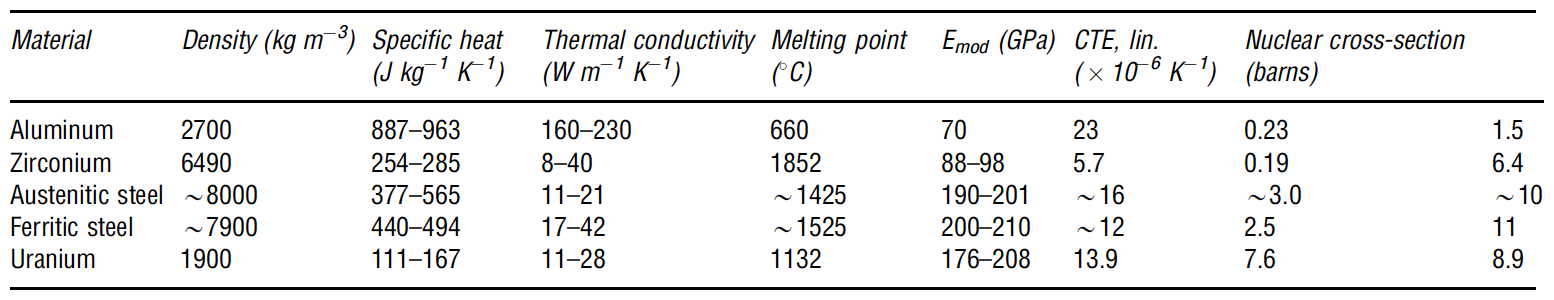 Material Density (kg m−3) Specific heat Thermal conductivity Melting point Emod (GPa) CTE, lin. Nuclear cross-section
(J kg−1 K−1) (W m−1 K−1) (°C) (× 10−6 K−1) (barns)
Aluminum 2700 887–963 160–230 660 70 23 0.23 1.5
Zirconium 6490 254–285 8–40 1852 88–98 5.7 0.19 6.4
Austenitic steel ~8000 377–565 11–21 ~1425 190–201 ~16 ~3.0 ~10
Ferritic steel ~7900 440–494 17–42 ~1525 200–210 ~12 2.5 11
Uranium 1900 111–167 11–28 1132 176–208 13.9 7.6 8.9